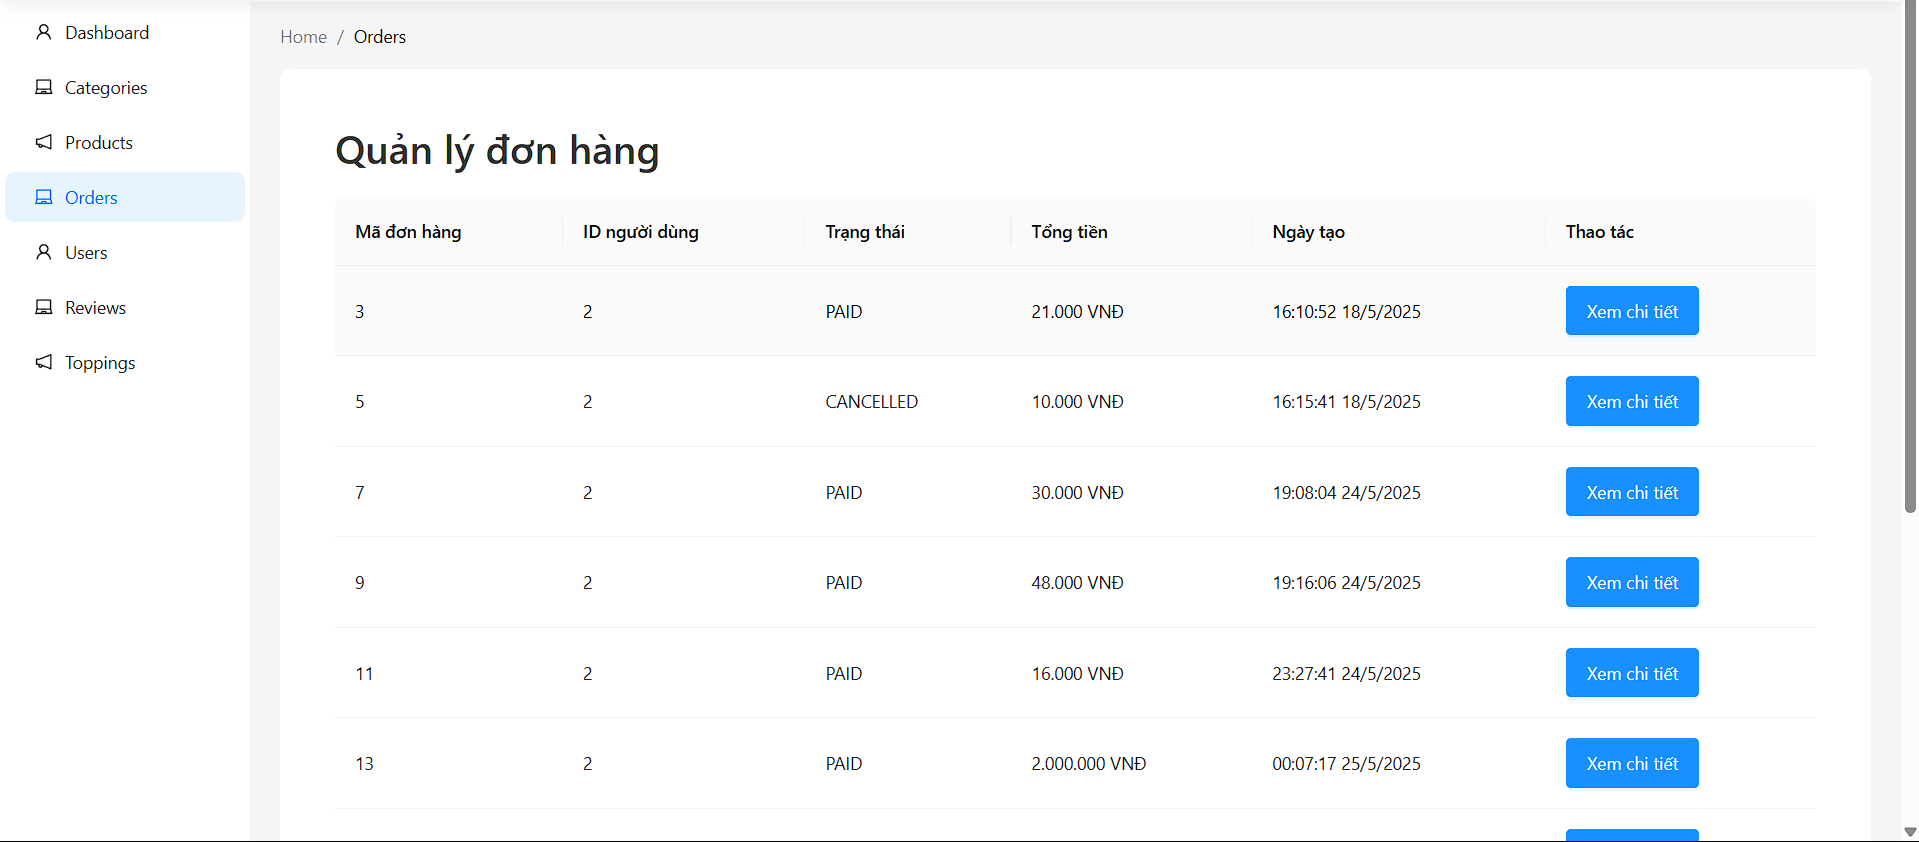 Dashboard
Categories
Products
Orders
Users
Reviews
Toppings
Home / Orders
Quản lý đơn hàng
Mã đơn hàng ID người dùng Trạng thái Tổng tiền Ngày tạo Thao tác
3 2 PAID 21.000 VNĐ 16:10:52 18/5/2025 Xem chi tiết
5 2 CANCELLED 10.000 VNĐ 16:15:41 18/5/2025 Xem chi tiết
7 2 PAID 30.000 VNĐ 19:08:04 24/5/2025 Xem chi tiết
9 2 PAID 48.000 VNĐ 19:16:06 24/5/2025 Xem chi tiết
11 2 PAID 16.000 VNĐ 23:27:41 24/5/2025 Xem chi tiết
13 2 PAID 2.000.000 VNĐ 00:07:17 25/5/2025 Xem chi tiết